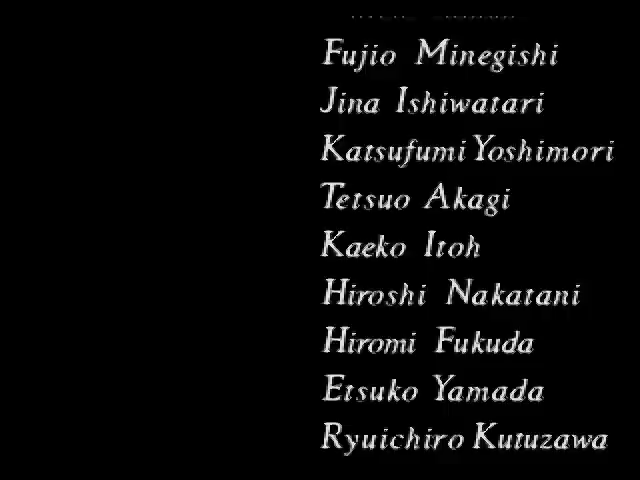 Fujio Minegishi
Jina Ishiwatari
Katsufumi Yoshimori
Tetsuo Akagi
Kaeko Itoh
Hiroshi Nakatani
Hiromi Fukuda
Etsuko Yamada
Ryuichiro Kutuzawa